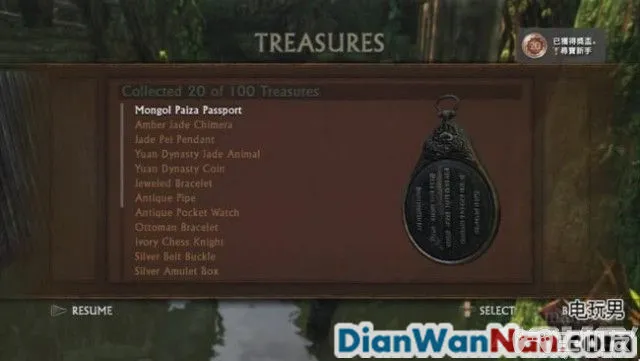 TREASURES
20
已獲得獎盃。
Collected 20 of 100 Treasures
Mongol Paiza Passport
Amber Jade Chimera
Jade Pei Pendant
Yuan Dynasty Jade Animal
Yuan Dynasty Coin
Jeweled Bracelet
Antique Pipe
Antique Pocket Watch
Ottoman Bracelet
Ivory Chess Knight
Silver Belt Buckle
Silver Amulet Box
RESUME
SELECT
电玩男
DianWanNan.com